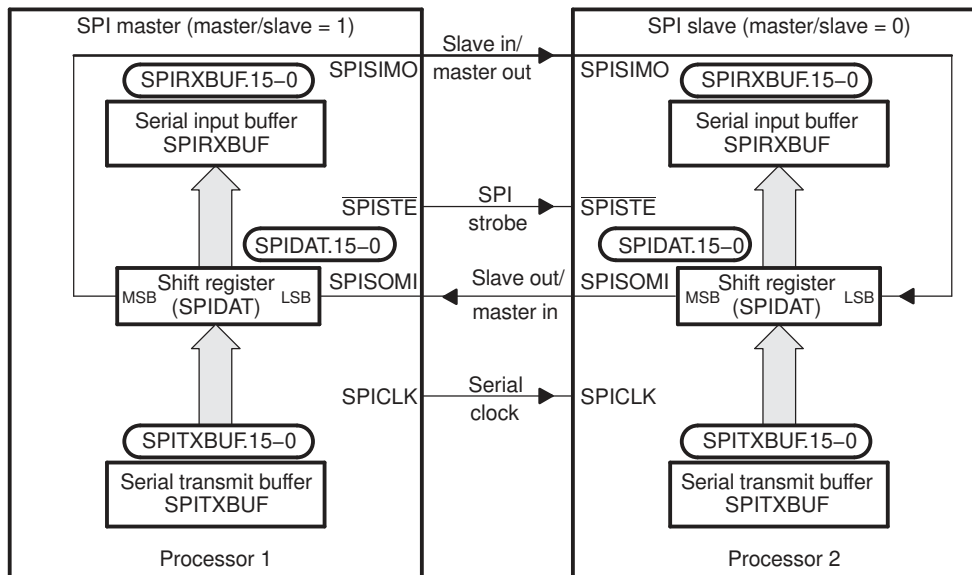 SPI master (master/slave = 1)
SPIRXBUF.15–0
Serial input buffer
SPIRXBUF
SPISIMO
SPISTE
SPIDAT.15–0
MSB
Shift register
(SPIDAT)
LSB
SPISOMI
SPICLK
SPITXBUF.15–0
Serial transmit buffer
SPITXBUF
Processor 1
Slave in/
master out
SPI
strobe
Slave out/
master in
Serial
clock
SPI slave (master/slave = 0)
SPISIMO
SPIRXBUF.15–0
Serial input buffer
SPIRXBUF
SPISTE
SPIDAT.15–0
SPISOMI
MSB
Shift register
(SPIDAT)
LSB
SPICLK
SPITXBUF.15–0
Serial transmit buffer
SPITXBUF
Processor 2